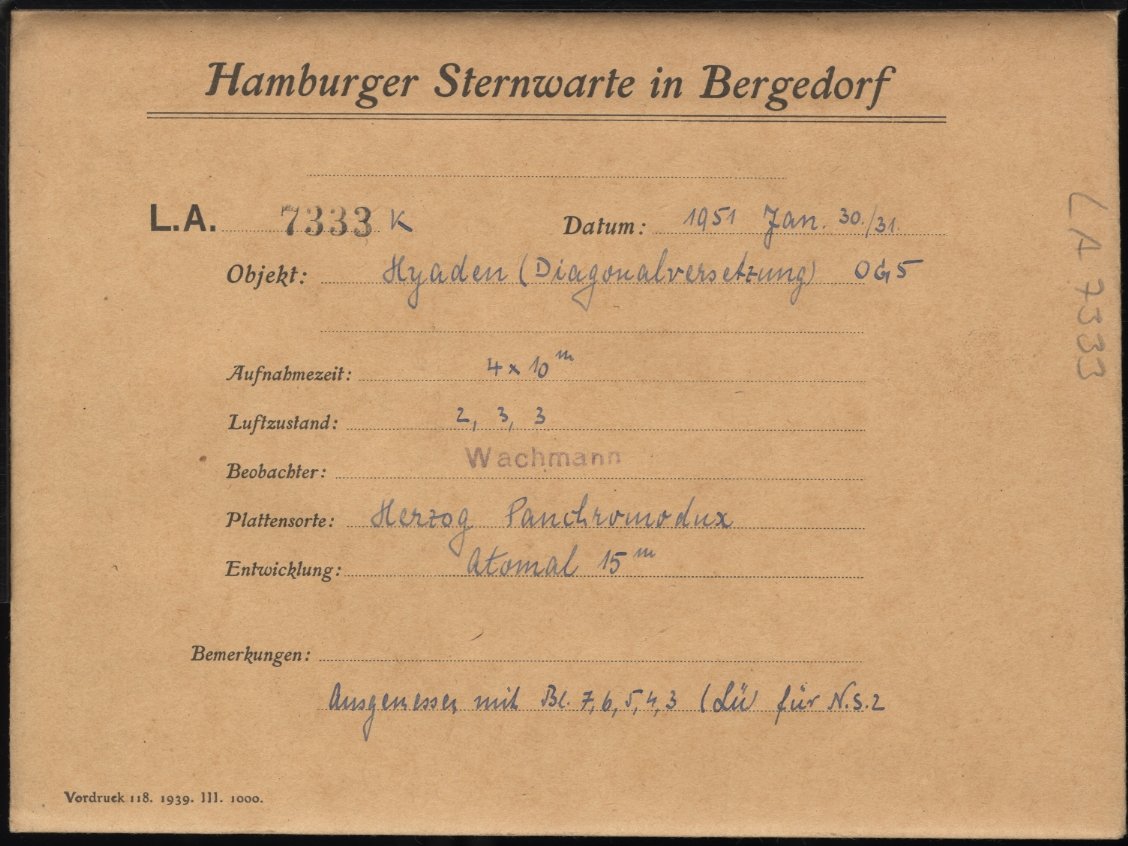 Hamburger Sternwarte in Bergedorf
L.A. 7333 K Datum: 1951 Jan. 30./31.
Objekt: Hyaden (Diagonalversetzung) OG5
Aufnahmezeit: 4 x 10 m
Luftzustand: 2, 3, 3
Beobachter: Wachmann
Plattensorte: Herzog Panchromodux
Entwicklung: Atomal 15 m
Bemerkungen:
Ausgemessen mit Bl. 7, 6, 5, 4, 3 (Lü) für N.S.2
Vordruck 118. 1939. III. 1000.
LA 7333